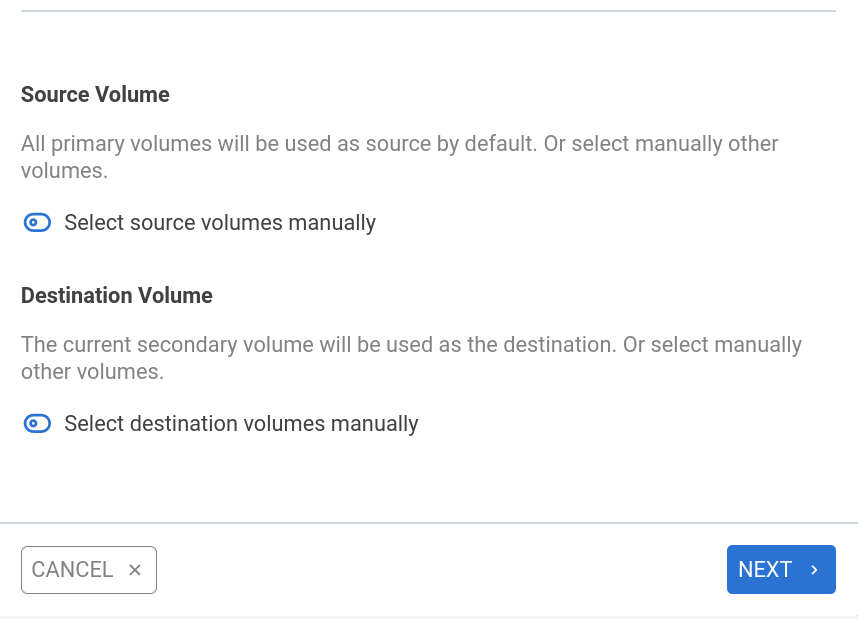 Source Volume
All primary volumes will be used as source by default. Or select manually other
volumes.
Select source volumes manually
Destination Volume
The current secondary volume will be used as the destination. Or select manually
other volumes.
Select destination volumes manually
CANCEL ×
NEXT ›